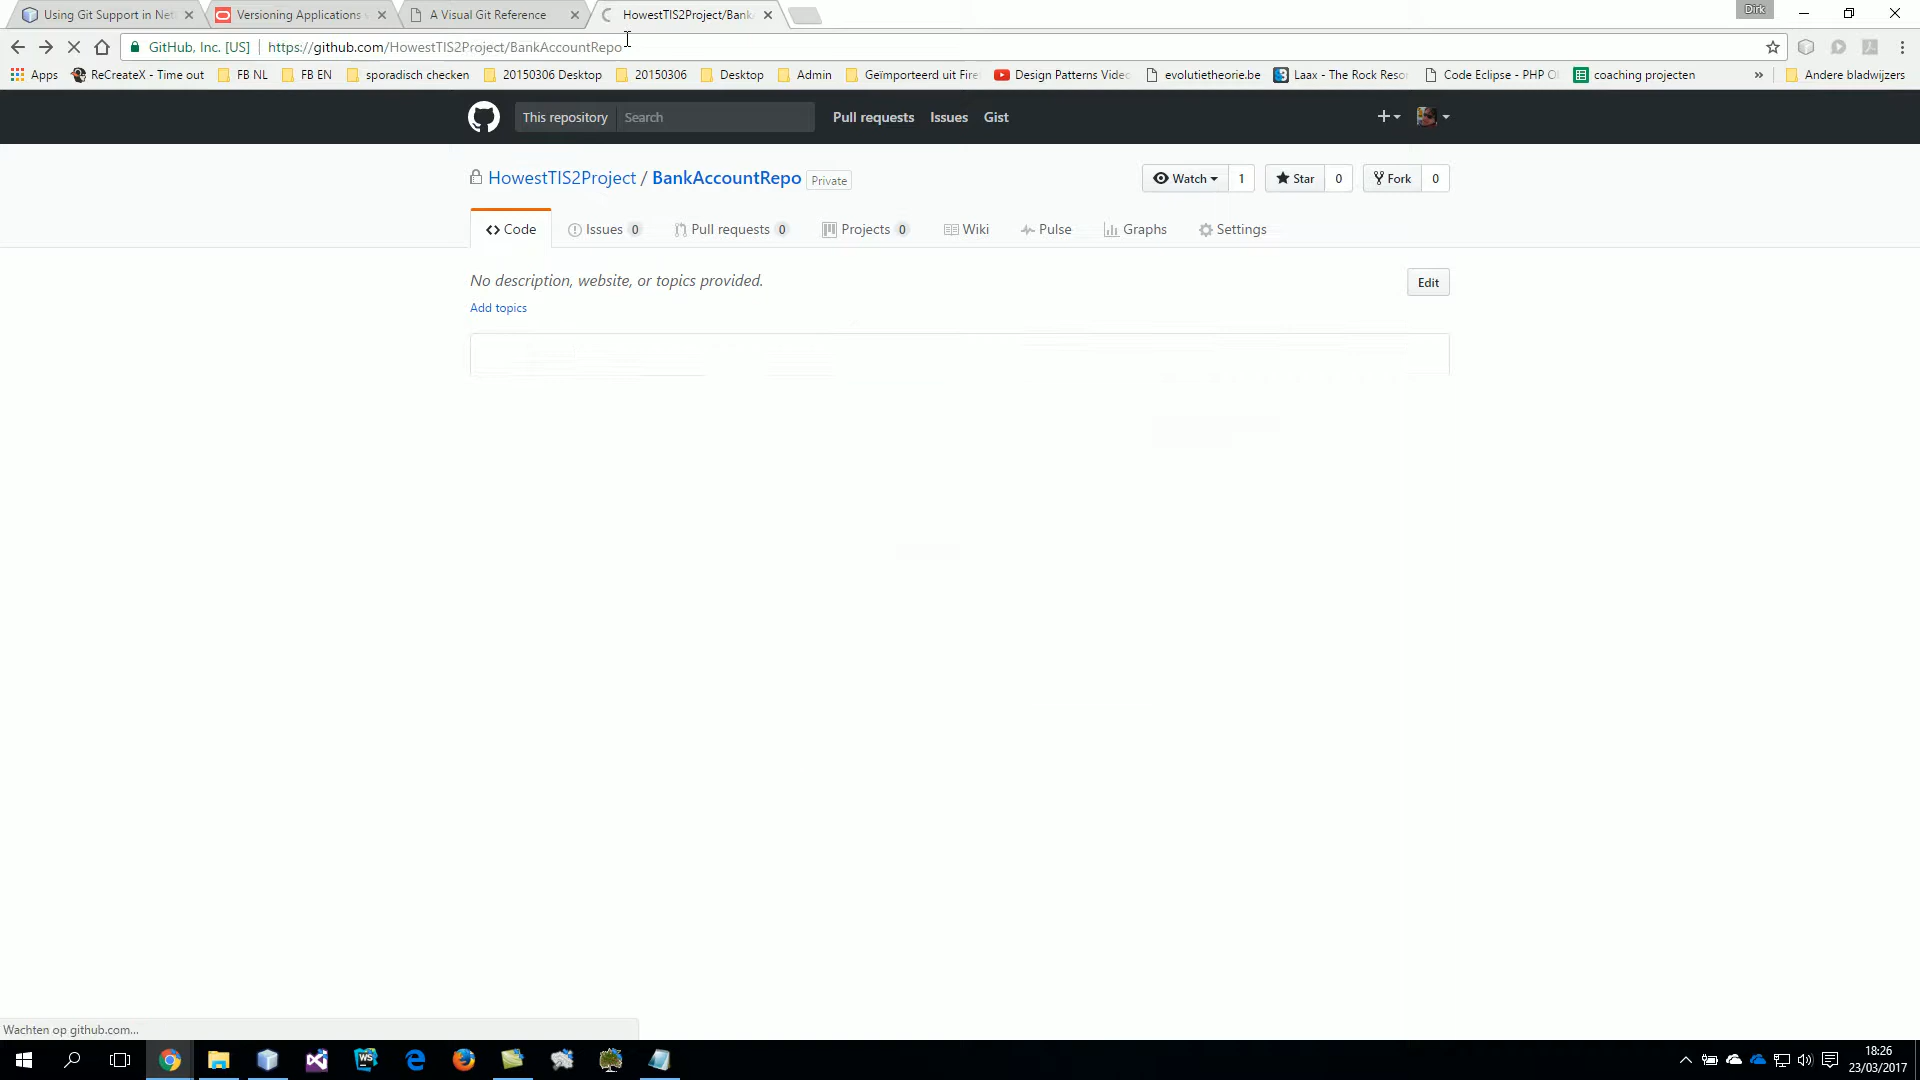 Using Git Support in Net
Versioning Applications
A Visual Git Reference
HowestTIS2Project/Bank
Dirk
GitHub, Inc. [US]
https://github.com/HowestTIS2Project/BankAccountRepo
Apps
ReCreateX - Time out
FB NL
FB EN
sporadisch checken
20150306 Desktop
20150306
Desktop
Admin
Geïmporteerd uit Fire
Design Patterns Video
evolutietheorie.be
Laax - The Rock Reso
Code Eclipse - PHP O
coaching projecten
»
Andere bladwijzers
This repository
Search
Pull requests
Issues
Gist
HowestTIS2Project / BankAccountRepo
Private
Watch
1
Star
0
Fork
0
Code
Issues 0
Pull requests 0
Projects 0
Wiki
Pulse
Graphs
Settings
No description, website, or topics provided.
Edit
Add topics
Wachten op github.com...
WS
18:26
23/03/2017